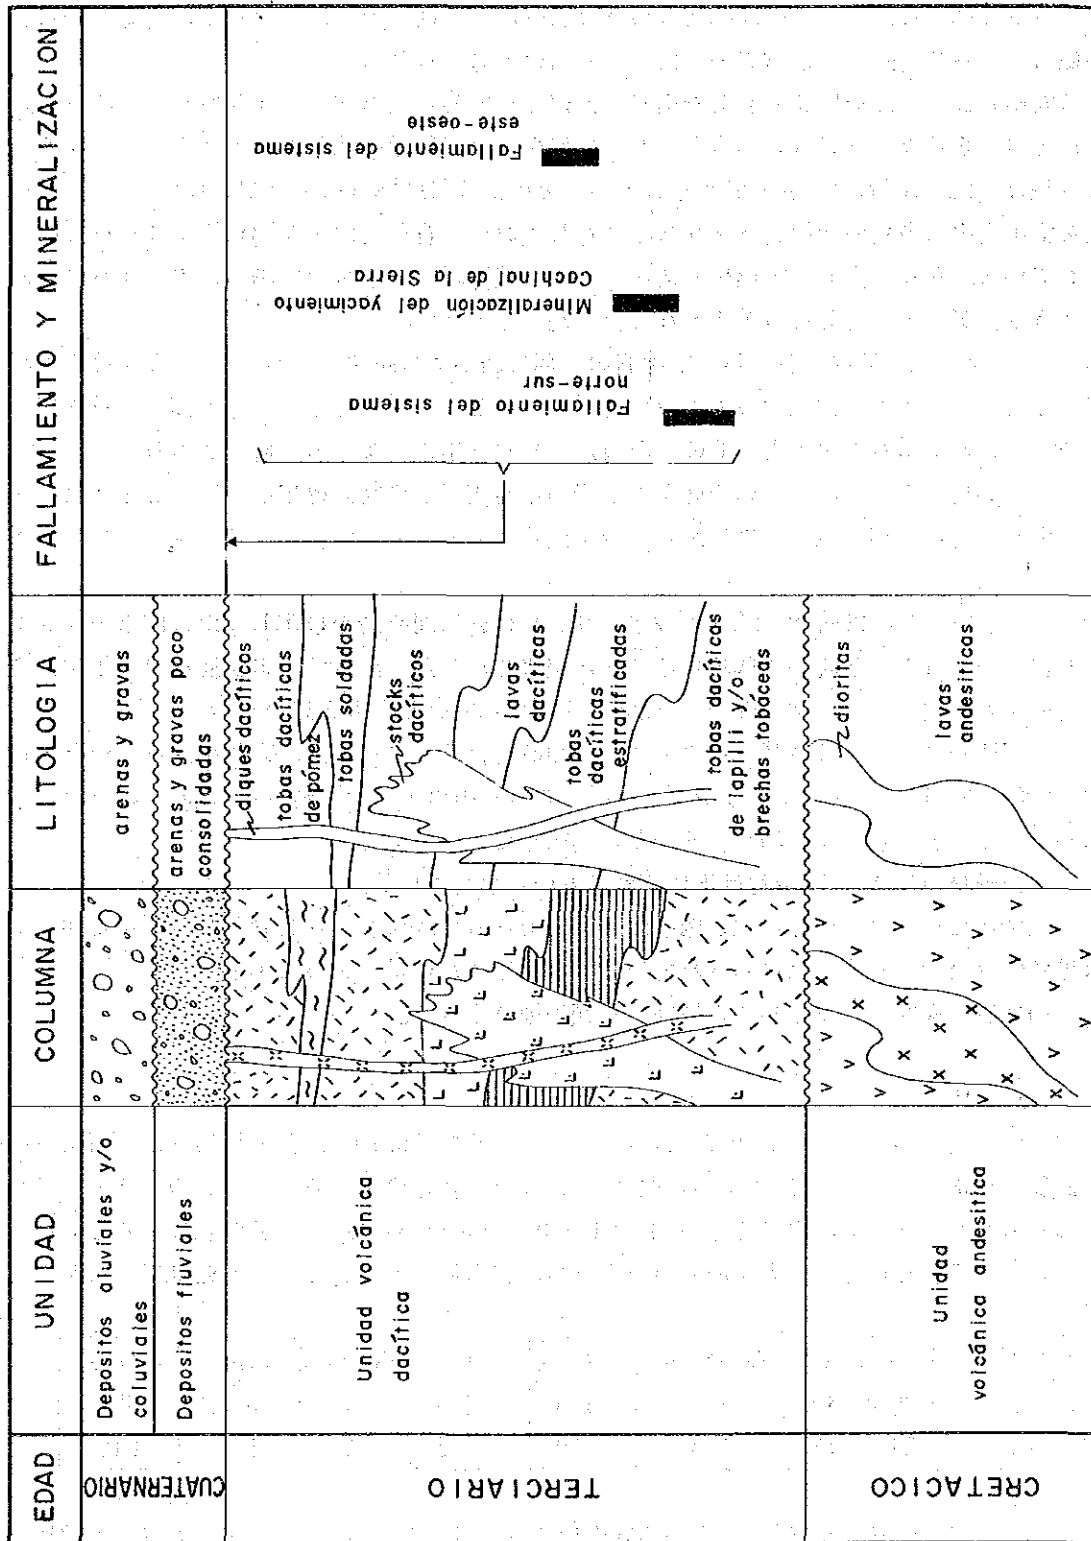 EDAD
UNIDAD
COLUMNA
LITOLOGIA
FALLAMIENTO Y MINERALIZACION
CUATERNARIO
Depositos aluviales y/o
coluviales
arenas y gravas
Depositos fluviales
arenas y gravas poco
consolidadas
TERCIARIO
Unidad volcánica
dacítica
diques dacíticos
tobas dacíticas
de pómez
tobas soldadas
stocks
dacíticos
lavas
dacíticas
tobas
dacíticas
estratificadas
tobas dacíticas
de lapilli y/o
brechas tobáceas
Fallamiento del sistema
norte-sur
Mineralización del yacimiento
Cachinal de la Sierra
Fallamiento del sistema
este-oeste
CRETACICO
Unidad
volcánica andesitica
dioritas
lavas
andesiticas